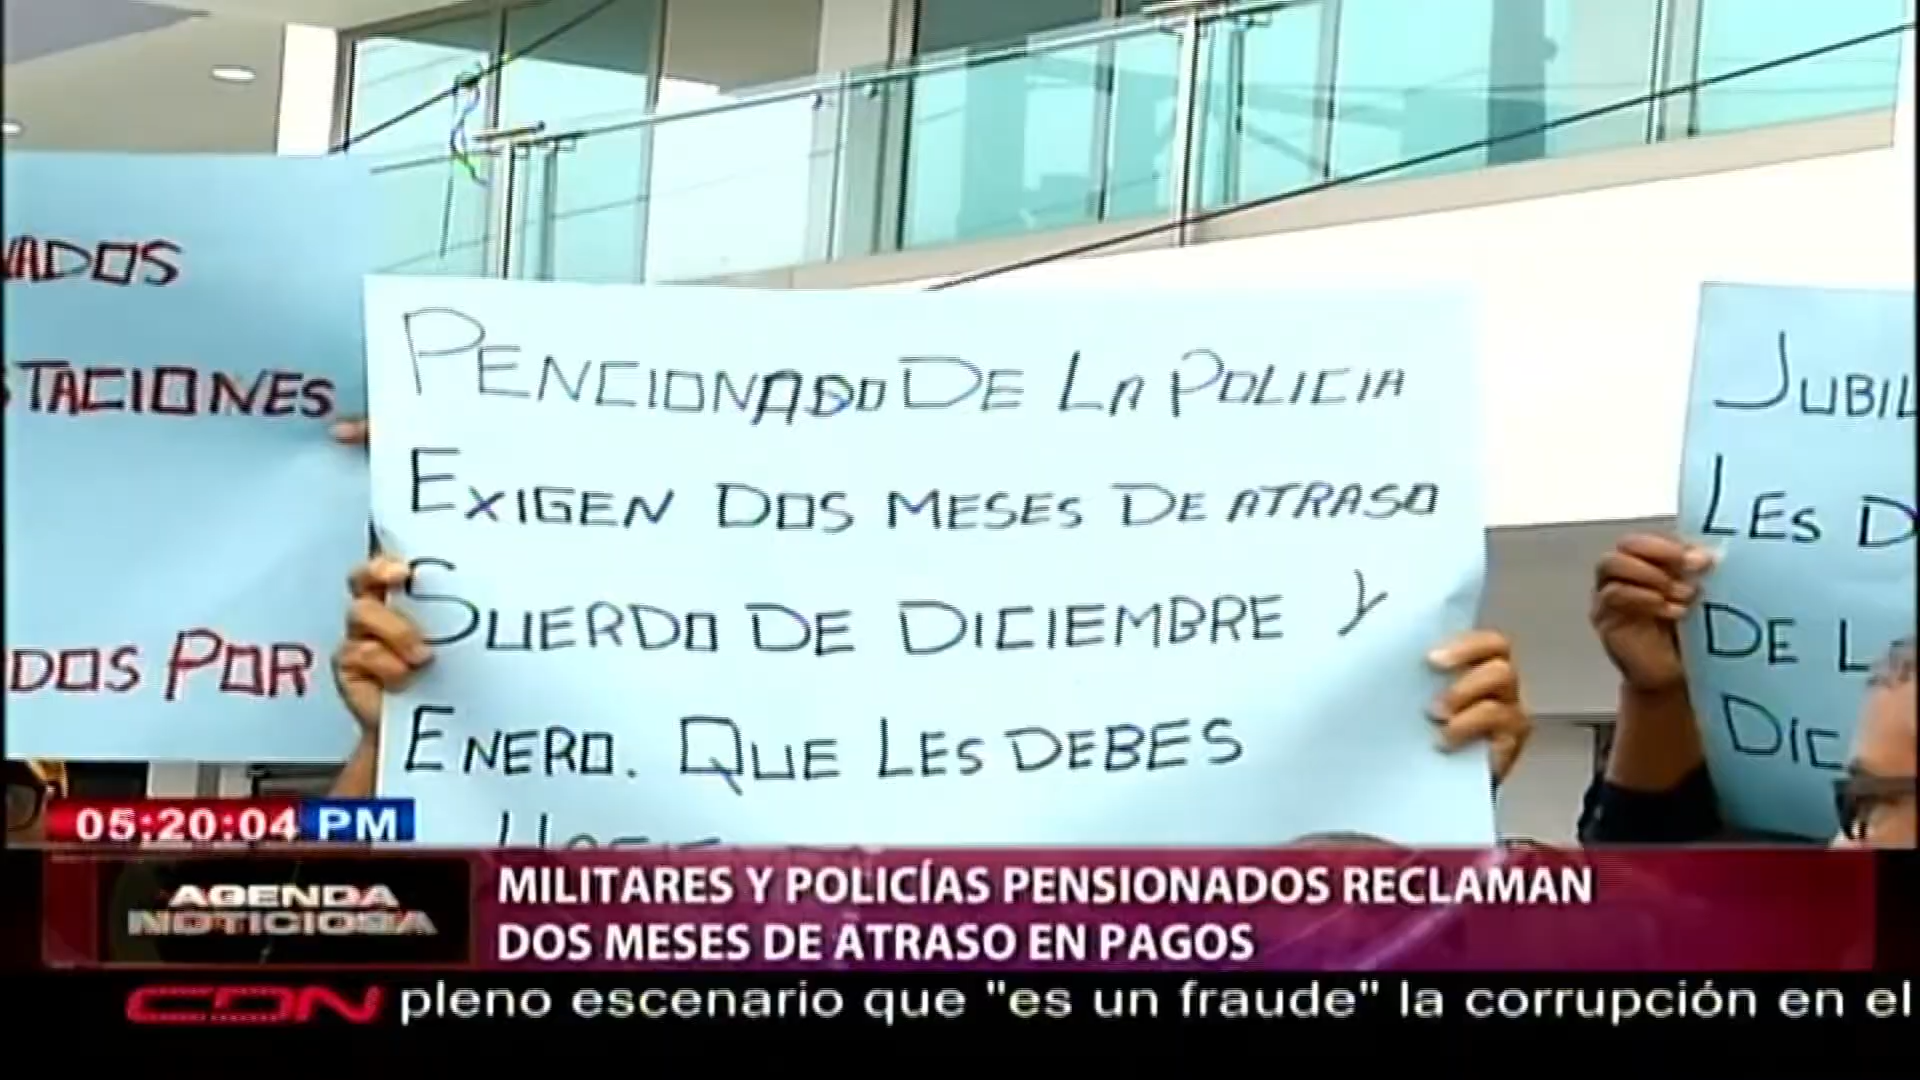 NADOS
TACIONES
DOS POR
PENCIONADO DE LA POLICIA
EXIGEN DOS MESES DE ATRASO
SUERDO DE DICIEMBRE Y
ENERO. QUE LES DEBES
JUBIL
LES D
DE L
DIC
05:20:04 PM
AGENDA
NOTICIOSA
MILITARES Y POLICÍAS PENSIONADOS RECLAMAN
DOS MESES DE ATRASO EN PAGOS
CDN pleno escenario que "es un fraude" la corrupción en el